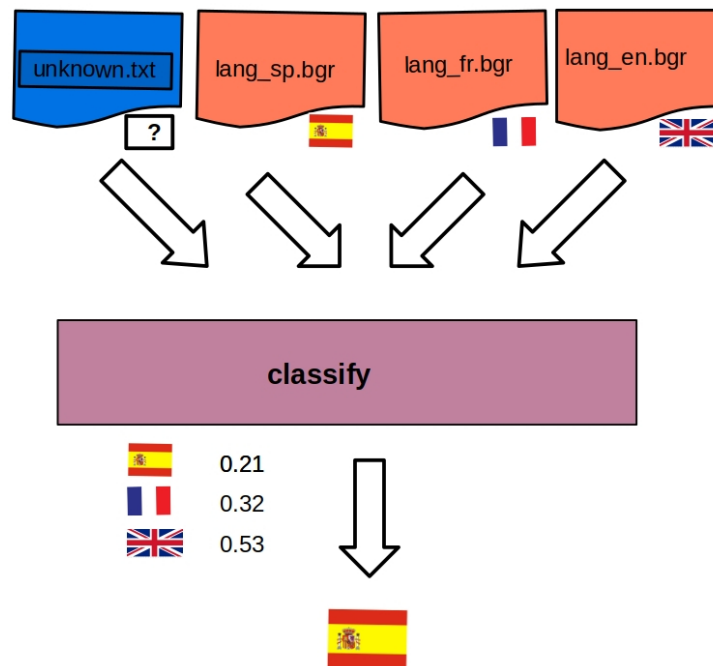 unknown.txt
lang_sp.bgr
lang_fr.bgr
lang_en.bgr
?
classify
0.21
0.32
0.53